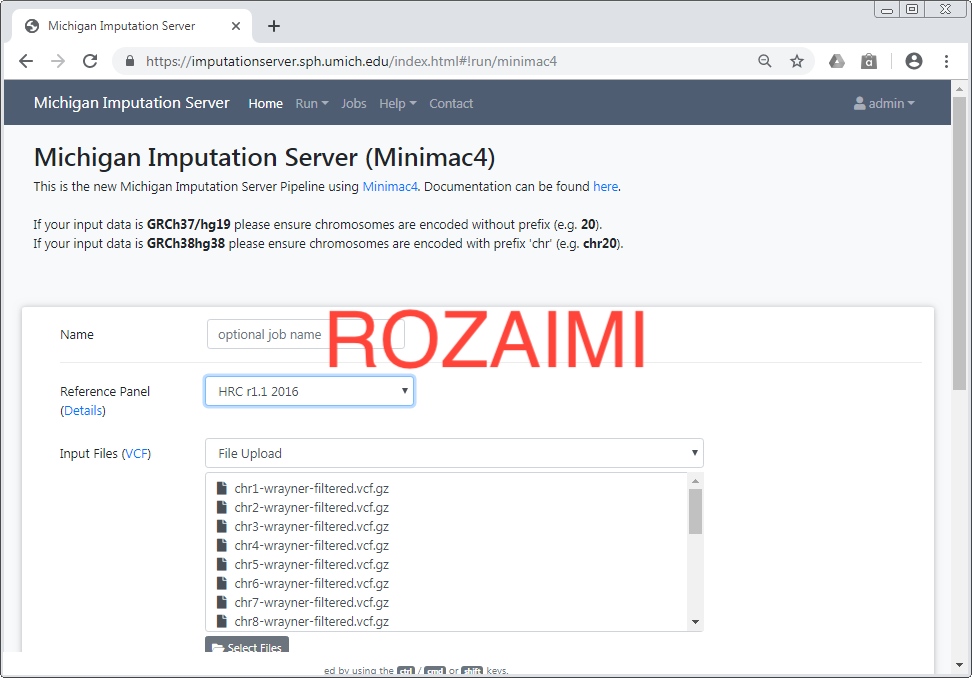 Michigan Imputation Server
https://imputationserver.sph.umich.edu/index.html#!run/minimac4
Michigan Imputation Server Home Run Jobs Help Contact admin
Michigan Imputation Server (Minimac4)
This is the new Michigan Imputation Server Pipeline using Minimac4. Documentation can be found here.
If your input data is GRCh37/hg19 please ensure chromosomes are encoded without prefix (e.g. 20).
If your input data is GRCh38hg38 please ensure chromosomes are encoded with prefix 'chr' (e.g. chr20).
Name optional job name
ROZAIMI
Reference Panel HRC r1.1 2016
(Details)
Input Files (VCF) File Upload
chr1-wrayner-filtered.vcf.gz
chr2-wrayner-filtered.vcf.gz
chr3-wrayner-filtered.vcf.gz
chr4-wrayner-filtered.vcf.gz
chr5-wrayner-filtered.vcf.gz
chr6-wrayner-filtered.vcf.gz
chr7-wrayner-filtered.vcf.gz
chr8-wrayner-filtered.vcf.gz
Select Files
ed by using the ctrl / cmd or shift keys.